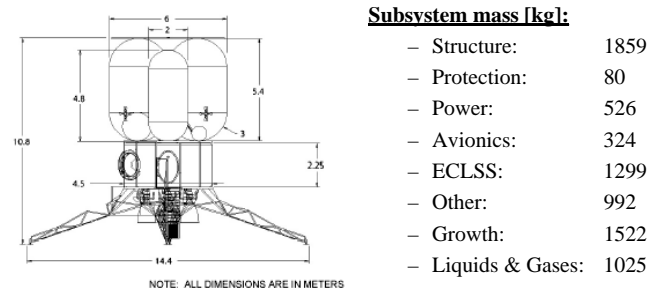 6
2
5.4
4.8
10.8
3
2.25
4.5
14.4
NOTE: ALL DIMENSIONS ARE IN METERS
Subsystem mass [kg]:
– Structure: 1859
– Protection: 80
– Power: 526
– Avionics: 324
– ECLSS: 1299
– Other: 992
– Growth: 1522
– Liquids & Gases: 1025